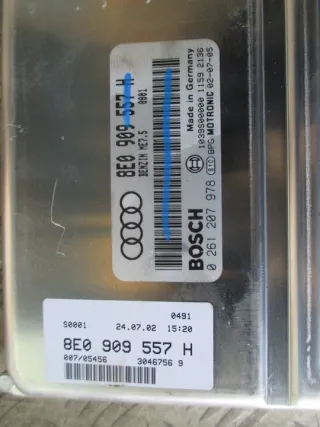 8E0 909 557 H
BENZIN ME7.5 0001
BOSCH
0 261 207 978
Made in Germany
1039S00000 1159 2136
BPG MOTRONIC 02-07-05
0491
S0001 24.07.02 15:20
8E0 909 557 H
007/05456 3046756 9